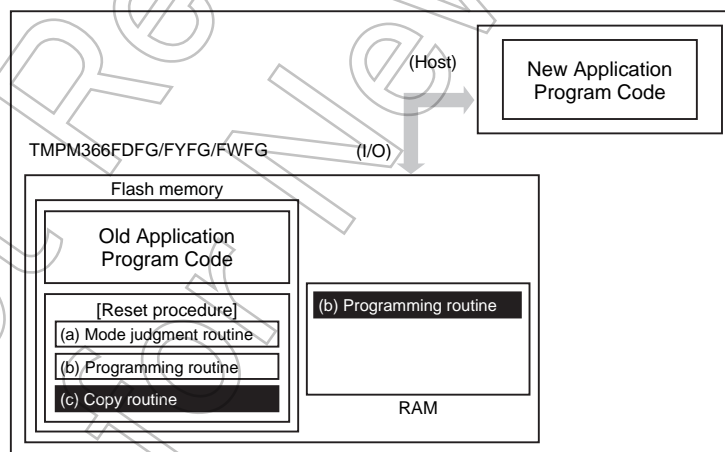 (Host)
New Application
Program Code
TMPM366FDFG/FYFG/FWFG
(I/O)
Flash memory
Old Application
Program Code
[Reset procedure]
(a) Mode judgment routine
(b) Programming routine
(c) Copy routine
(b) Programming routine
RAM